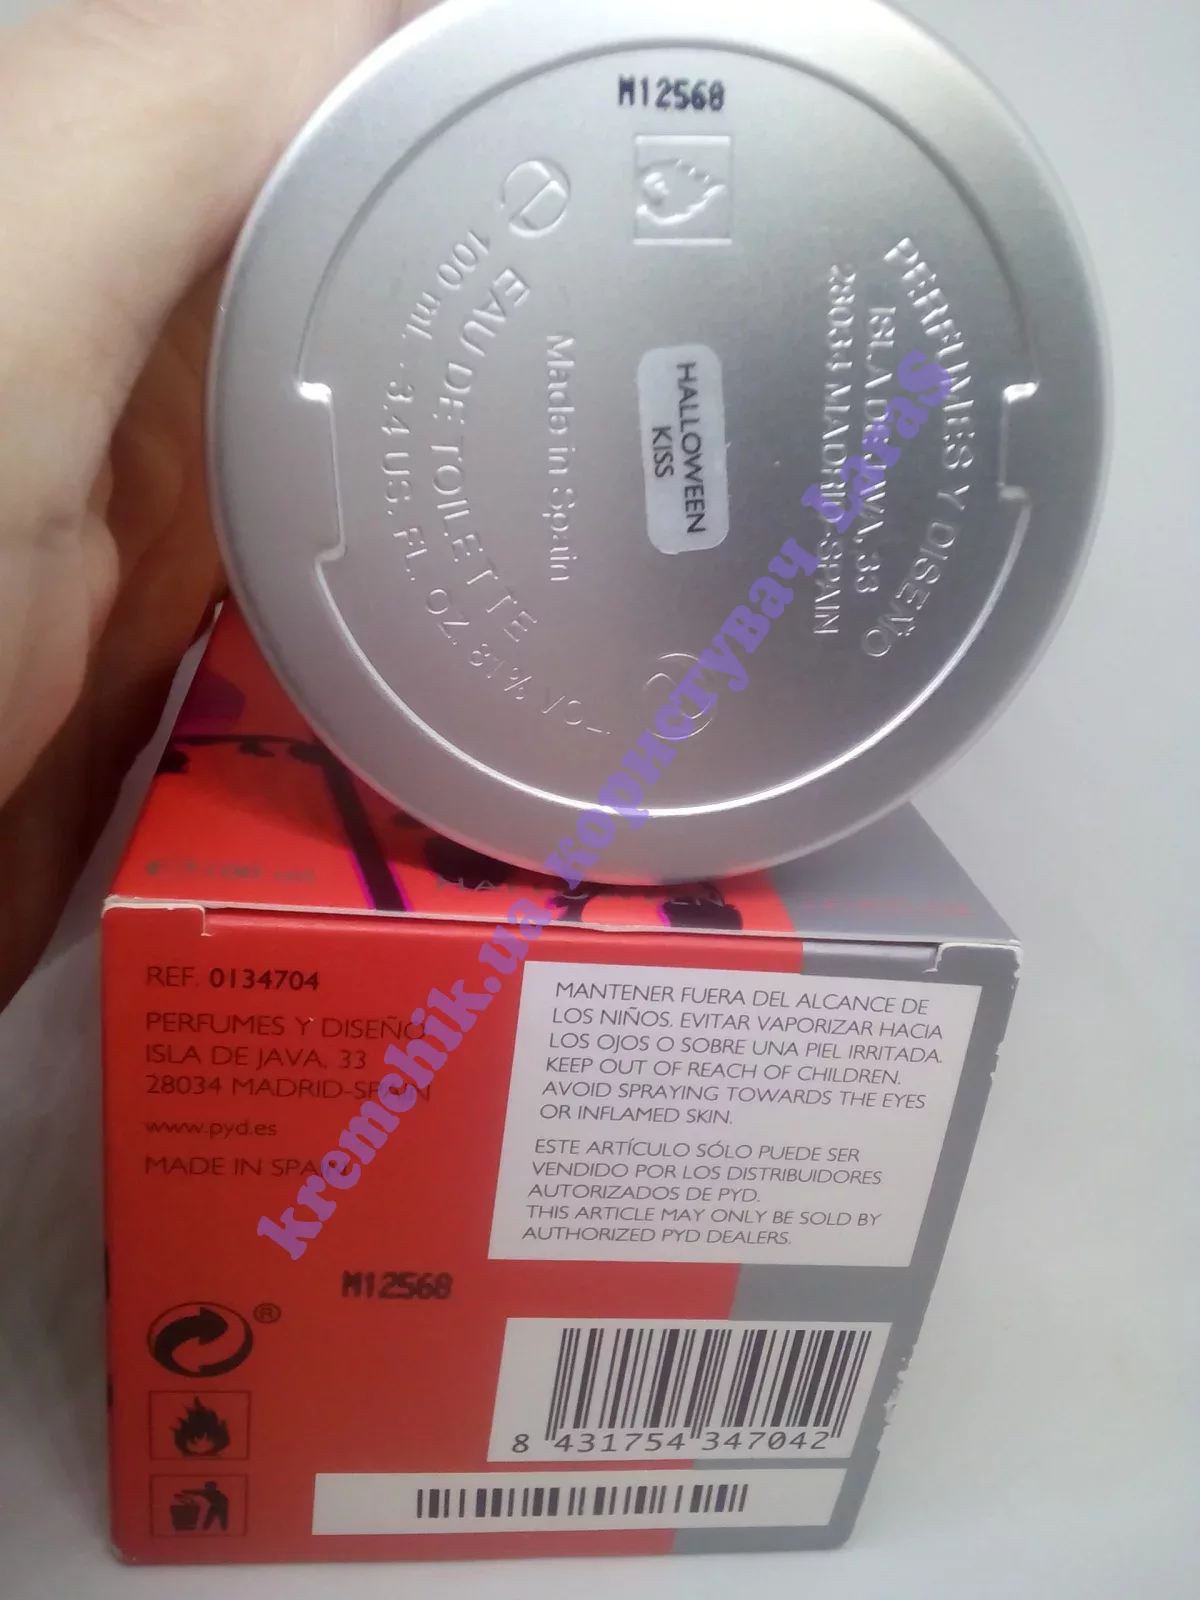 M12568
PERFUMES Y DISEÑO
ISLA DE JAVA, 33
28034 MADRID-SPAIN
HALLOWEEN
KISS
Made in Spain
EAU DE TOILETTE
100 ml. - 3,4 US. FL. OZ. 81% VOL
REF. 0134704
PERFUMES Y DISEÑO
ISLA DE JAVA, 33
28034 MADRID-SPAIN
www.pyd.es
MADE IN SPAIN
MANTENER FUERA DEL ALCANCE DE
LOS NIÑOS. EVITAR VAPORIZAR HACIA
LOS OJOS O SOBRE UNA PIEL IRRITADA.
KEEP OUT OF REACH OF CHILDREN.
AVOID SPRAYING TOWARDS THE EYES
OR INFLAMED SKIN.
ESTE ARTÍCULO SÓLO PUEDE SER
VENDIDO POR LOS DISTRIBUIDORES
AUTORIZADOS DE PYD.
THIS ARTICLE MAY ONLY BE SOLD BY
AUTHORIZED PYD DEALERS.
M12568
®
8 431754 347042
kremchik.ua користувач LaraS